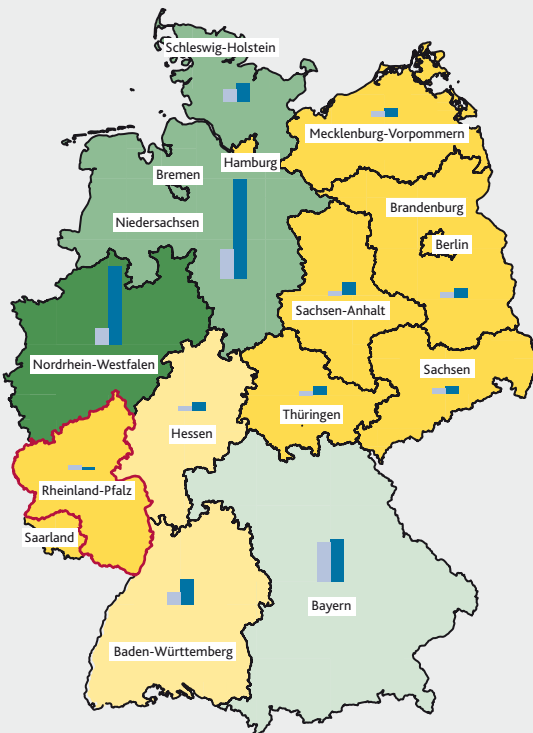 Schleswig-Holstein
Mecklenburg-Vorpommern
Hamburg
Bremen
Brandenburg
Niedersachsen
Berlin
Sachsen-Anhalt
Nordrhein-Westfalen
Sachsen
Thüringen
Hessen
Rheinland-Pfalz
Saarland
Bayern
Baden-Württemberg